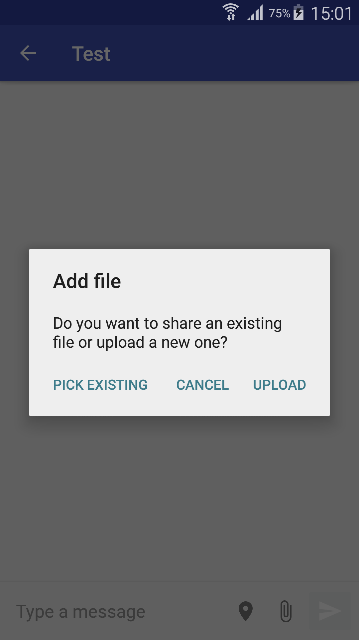 75% 15:01
Test
Add file
Do you want to share an existing
file or upload a new one?
PICK EXISTING CANCEL UPLOAD
Type a message